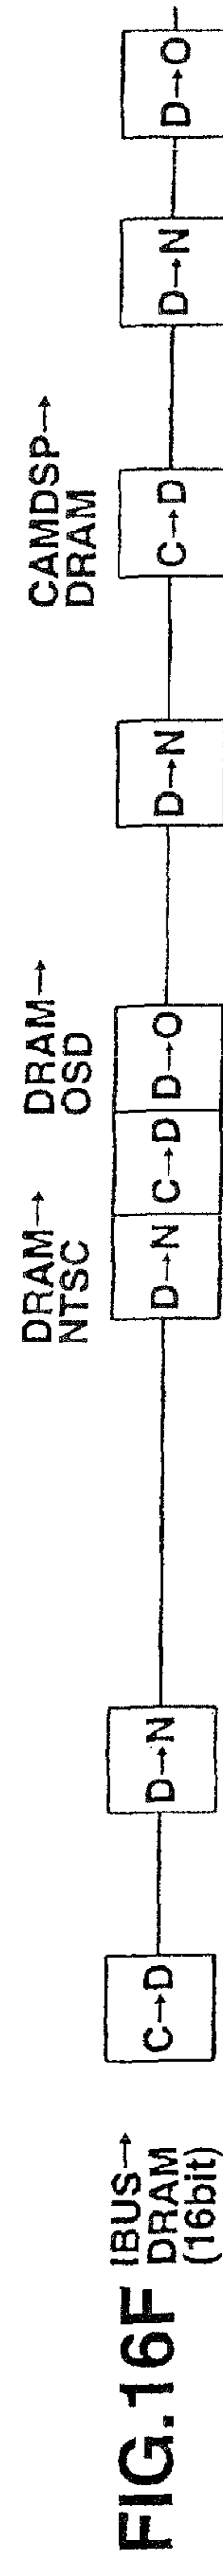 FIG.16F
IBUS→
DRAM
(16bit)
C→D
D→N
DRAM→
NTSC
D→N
C→D
D→O
DRAM→
OSD
D→N
CAMDSP→
DRAM
C→D
D→N
D→O